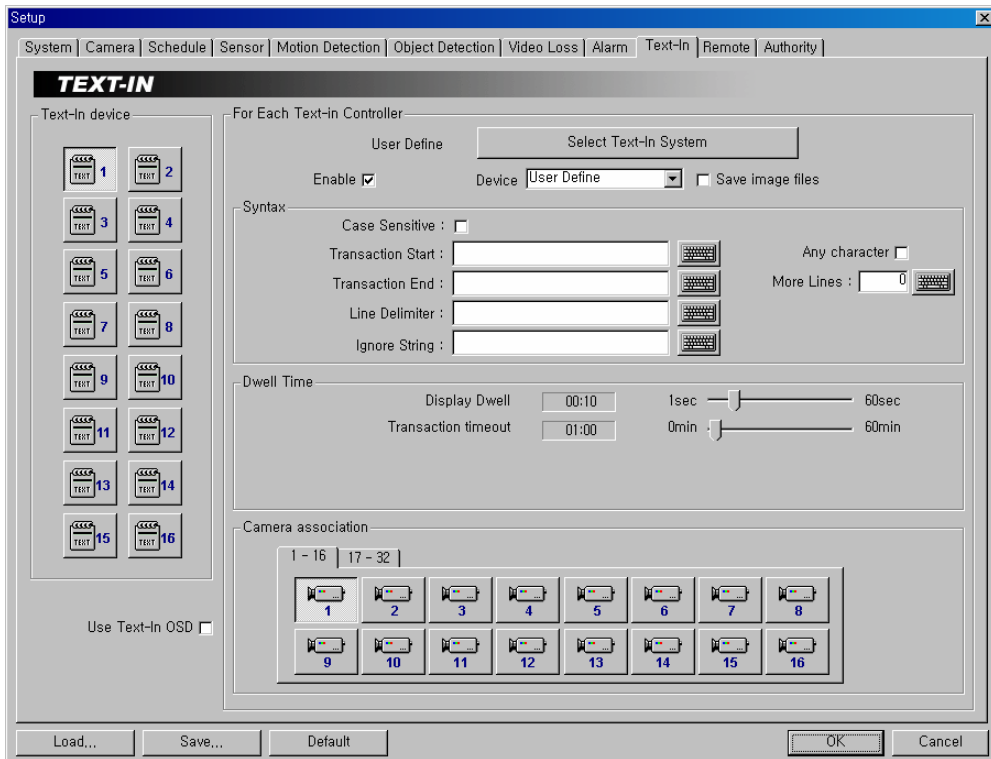 Setup
System Camera Schedule Sensor Motion Detection Object Detection Video Loss Alarm Text-In Remote Authority
TEXT-IN
Text-In device
TEXT 1 TEXT 2
TEXT 3 TEXT 4
TEXT 5 TEXT 6
TEXT 7 TEXT 8
TEXT 9 TEXT 10
TEXT 11 TEXT 12
TEXT 13 TEXT 14
TEXT 15 TEXT 16
Use Text-In OSD
For Each Text-in Controller
User Define Select Text-In System
Enable Device User Define Save image files
Syntax
Case Sensitive :
Transaction Start : Any character
Transaction End : More Lines : 0
Line Delimiter :
Ignore String :
Dwell Time
Display Dwell 00:10 1sec 60sec
Transaction timeout 01:00 0min 60min
Camera association
1 - 16 17 - 32
1 2 3 4 5 6 7 8
9 10 11 12 13 14 15 16
Load... Save... Default OK Cancel